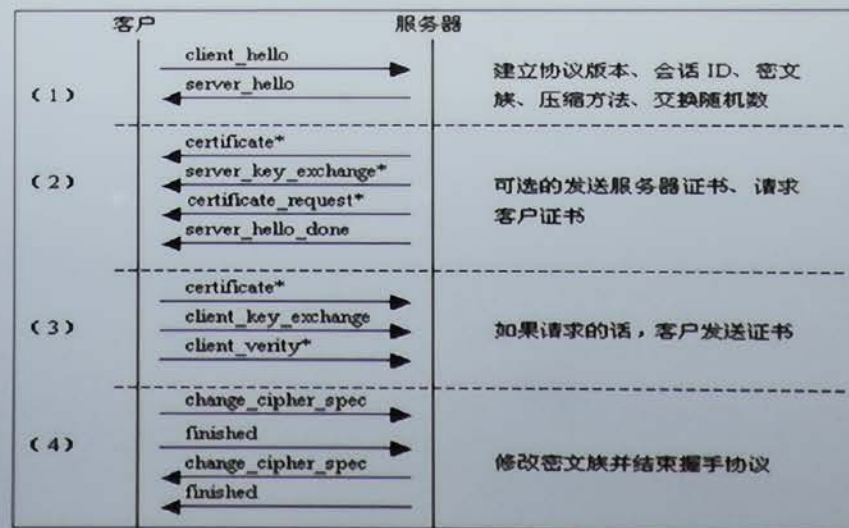 客户 服务器
client_hello
server_hello
(1)
建立协议版本、会话 ID、密文
族、压缩方法、交换随机数
certificate*
server_key_exchange*
certificate_request*
server_hello_done
(2)
可选的发送服务器证书、请求
客户证书
certificate*
client_key_exchange
client_verity*
(3)
如果请求的话，客户发送证书
change_cipher_spec
finished
change_cipher_spec
finished
(4)
修改密文族并结束握手协议